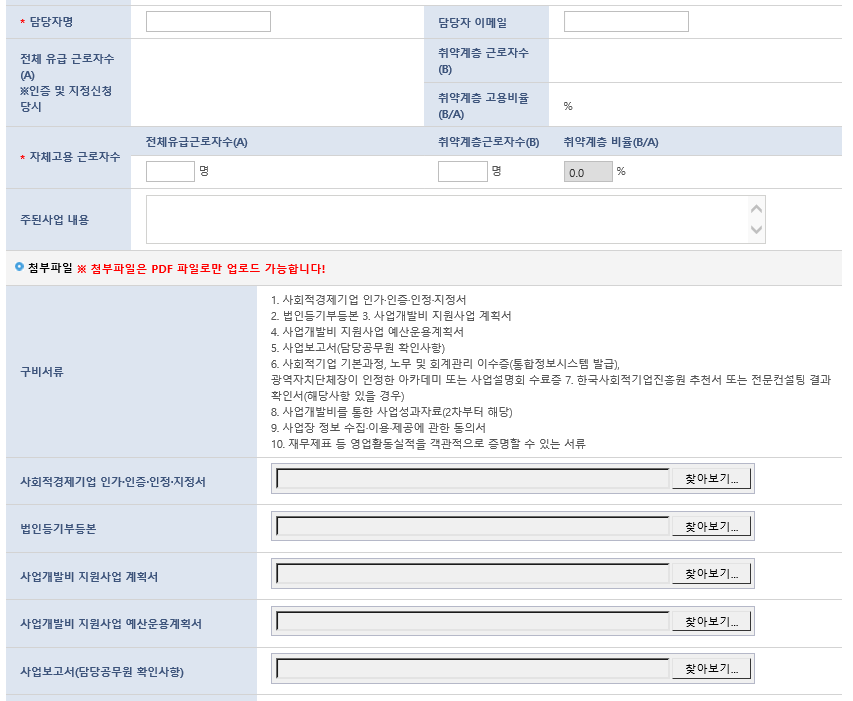 * 담당자명
담당자 이메일
전체 유급 근로자수
(A)
※인증 및 지정신청
당시
취약계층 근로자수
(B)
취약계층 고용비율
(B/A)
%
* 자체고용 근로자수
전체유급근로자수(A)
취약계층근로자수(B)
취약계층 비율(B/A)
명
명
0.0 %
주된사업 내용
첨부파일 ※ 첨부파일은 PDF 파일로만 업로드 가능합니다!
구비서류
1. 사회적경제기업 인가·인증·인정·지정서
2. 법인등기부등본 3. 사업개발비 지원사업 계획서
4. 사업개발비 지원사업 예산운용계획서
5. 사업보고서(담당공무원 확인사항)
6. 사회적기업 기본과정, 노무 및 회계관리 이수증(통합정보시스템 발급),
광역자치단체장이 인정한 아카데미 또는 사업설명회 수료증 7. 한국사회적기업진흥원 추천서 또는 전문컨설팅 결과
확인서(해당사항 있을 경우)
8. 사업개발비를 통한 사업성과자료(2차부터 해당)
9. 사업장 정보 수집·이용·제공에 관한 동의서
10. 재무제표 등 영업활동실적을 객관적으로 증명할 수 있는 서류
사회적경제기업 인가·인증·인정·지정서
찾아보기...
법인등기부등본
찾아보기...
사업개발비 지원사업 계획서
찾아보기...
사업개발비 지원사업 예산운용계획서
찾아보기...
사업보고서(담당공무원 확인사항)
찾아보기...